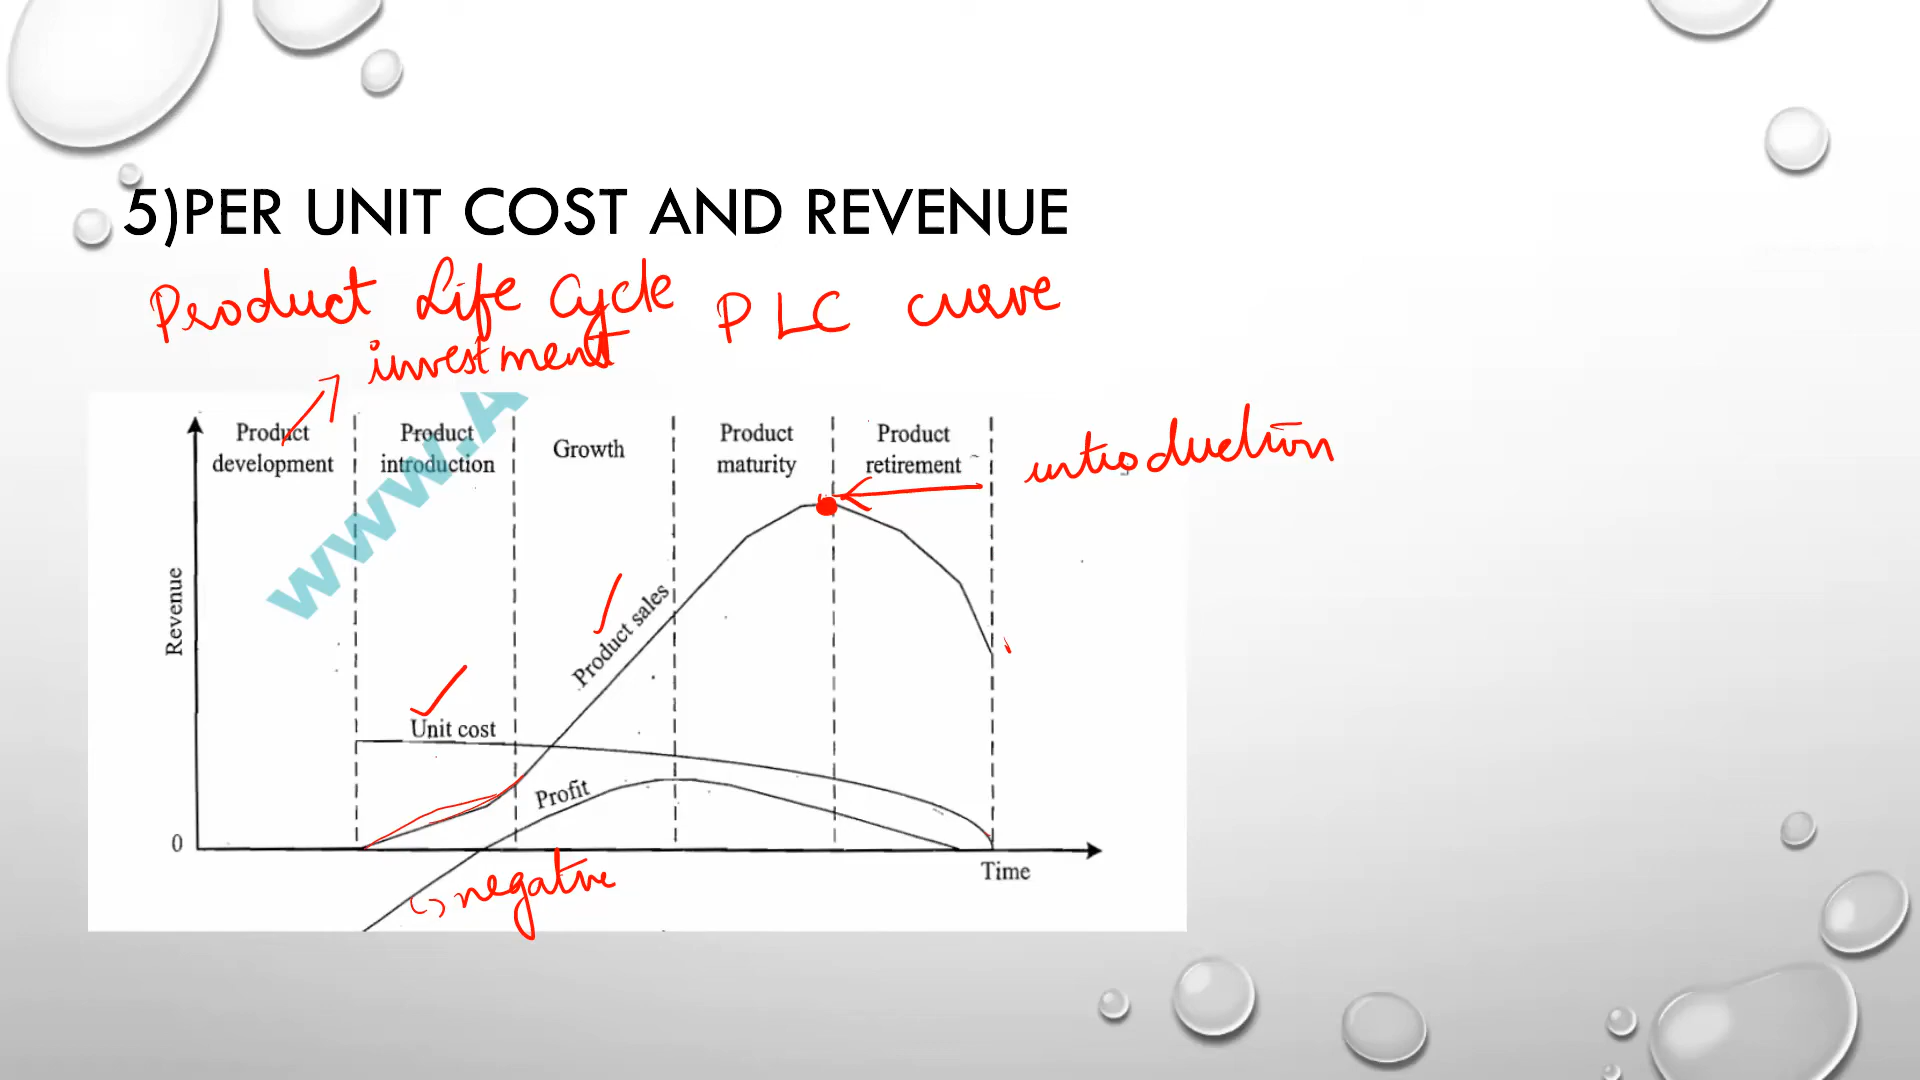 5)PER UNIT COST AND REVENUE
Product Life Cycle PLC curve
investment
Product development
Product introduction
Growth
Product maturity
Product retirement
introduction
www.A
Revenue
Product sales
Unit cost
Profit
0
Time
negative